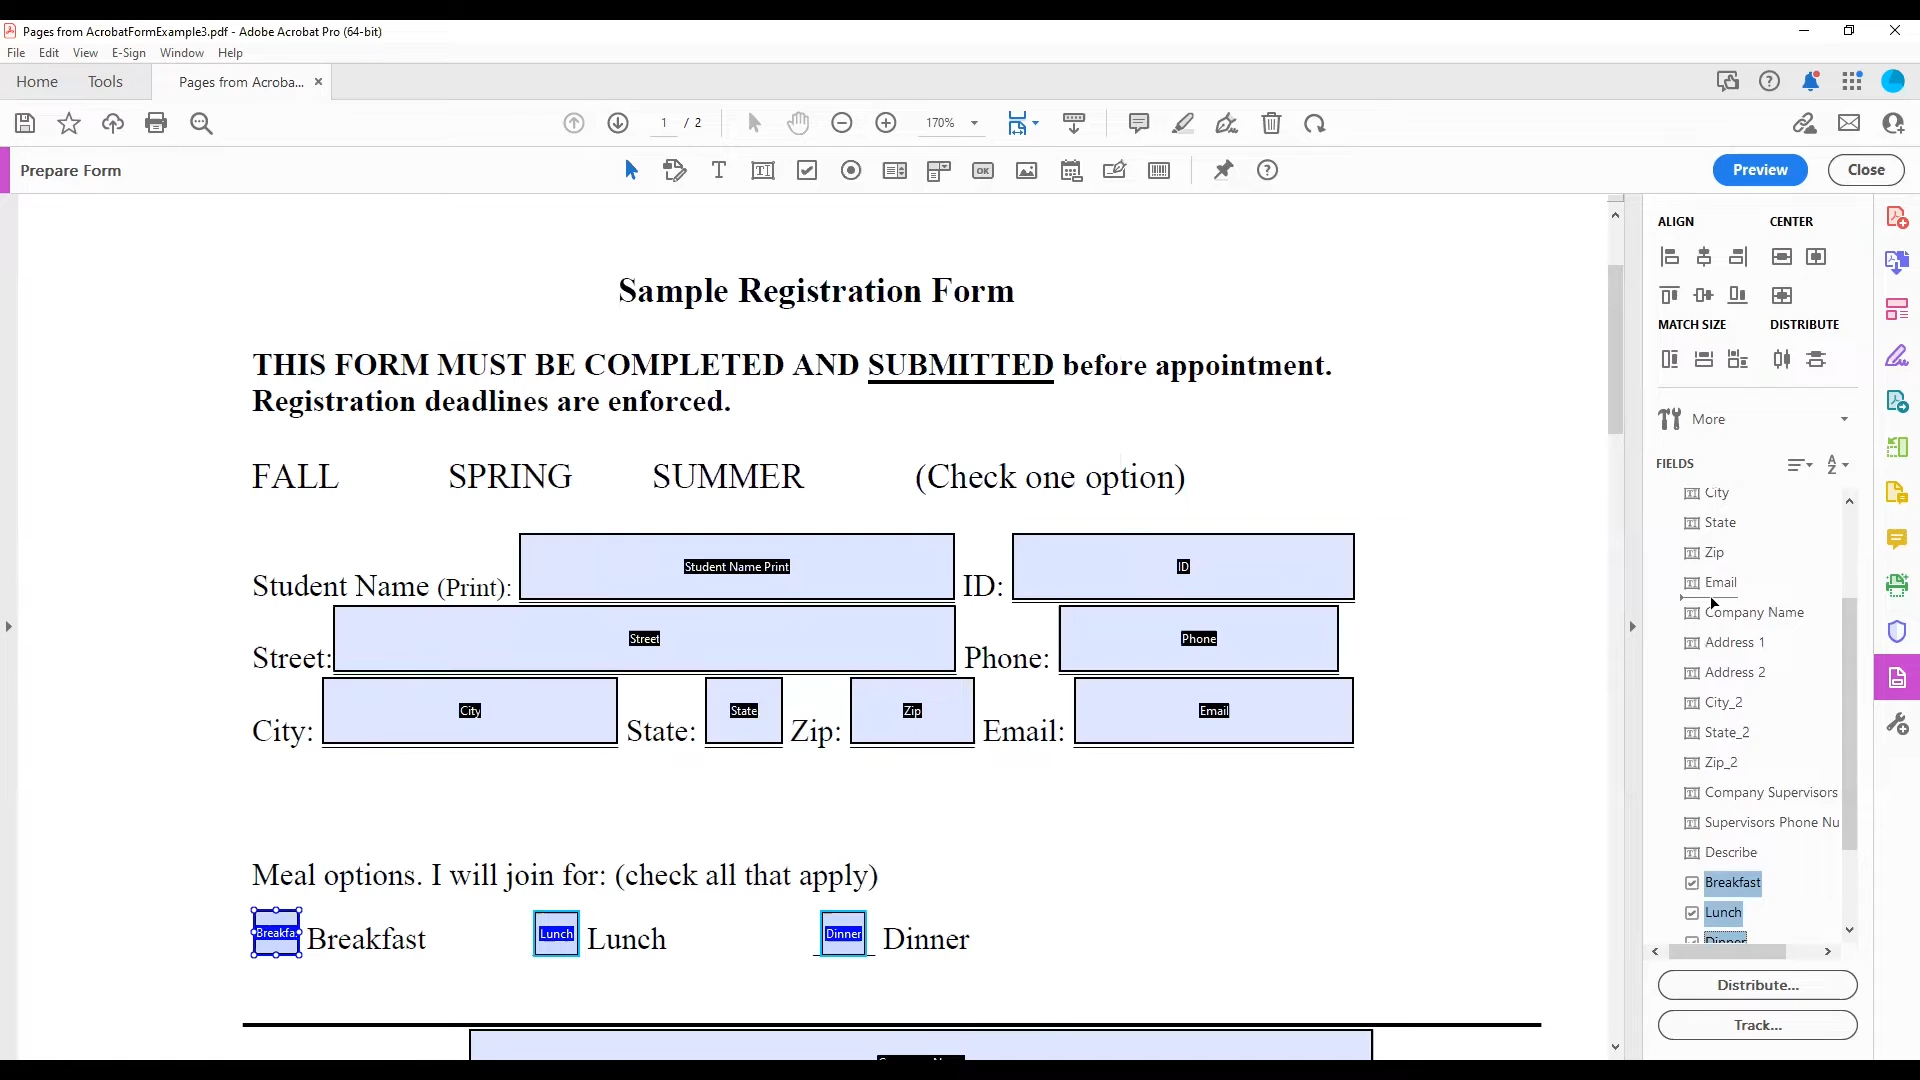 Pages from AcrobatFormExample3.pdf - Adobe Acrobat Pro (64-bit)
File Edit View E-Sign Window Help
Home Tools Pages from Acroba... ×
1 / 2 170%
Prepare Form
Preview Close
Sample Registration Form
THIS FORM MUST BE COMPLETED AND SUBMITTED before appointment.
Registration deadlines are enforced.
FALL SPRING SUMMER (Check one option)
Student Name (Print): Student Name Print ID: ID
Street: Street Phone: Phone
City: City State: State Zip: Zip Email: Email
Meal options. I will join for: (check all that apply)
Breakfa Breakfast Lunch Lunch Dinner Dinner
ALIGN CENTER
MATCH SIZE DISTRIBUTE
More
FIELDS
City
State
Zip
Email
Company Name
Address 1
Address 2
City_2
State_2
Zip_2
Company Supervisors
Supervisors Phone Nu
Describe
Breakfast
Lunch
Dinner
Distribute...
Track...